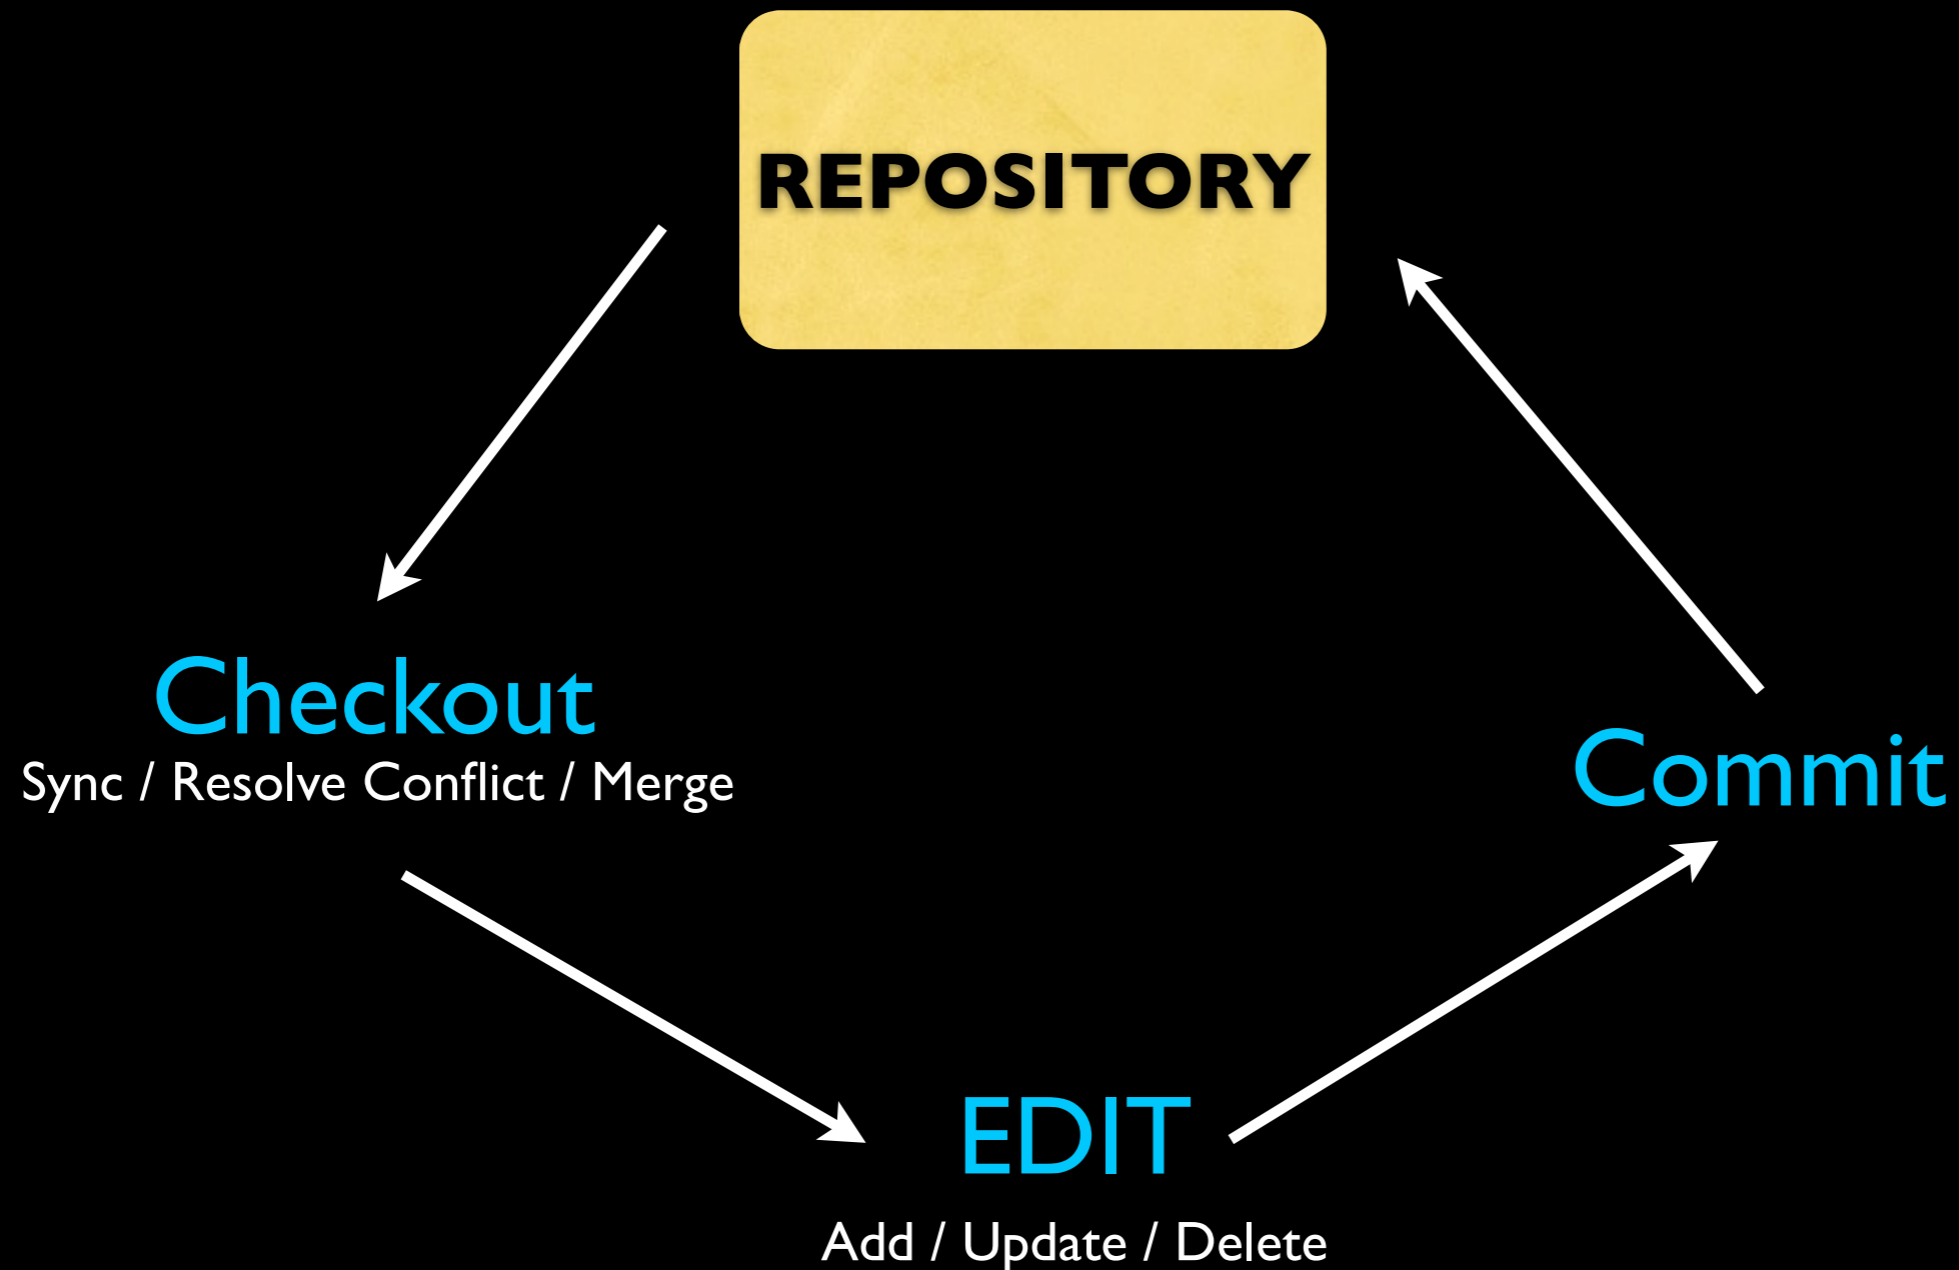 REPOSITORY
Checkout
Sync / Resolve Conflict / Merge
Commit
EDIT
Add / Update / Delete